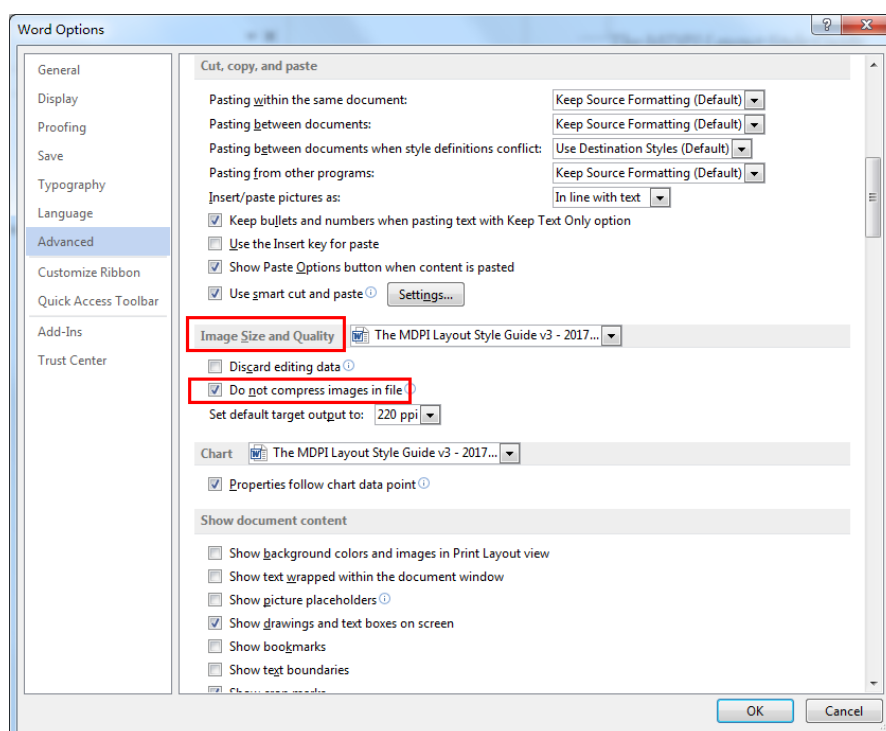 Word Options
General
Display
Proofing
Save
Typography
Language
Advanced
Customize Ribbon
Quick Access Toolbar
Add-Ins
Trust Center
Cut, copy, and paste
Pasting within the same document: Keep Source Formatting (Default)
Pasting between documents: Keep Source Formatting (Default)
Pasting between documents when style definitions conflict: Use Destination Styles (Default)
Pasting from other programs: Keep Source Formatting (Default)
Insert/paste pictures as: In line with text
Keep bullets and numbers when pasting text with Keep Text Only option
Use the Insert key for paste
Show Paste Options button when content is pasted
Use smart cut and paste Settings...
Image Size and Quality The MDPI Layout Style Guide v3 - 2017...
Discard editing data
Do not compress images in file
Set default target output to: 220 ppi
Chart The MDPI Layout Style Guide v3 - 2017...
Properties follow chart data point
Show document content
Show background colors and images in Print Layout view
Show text wrapped within the document window
Show picture placeholders
Show drawings and text boxes on screen
Show bookmarks
Show text boundaries
OK Cancel